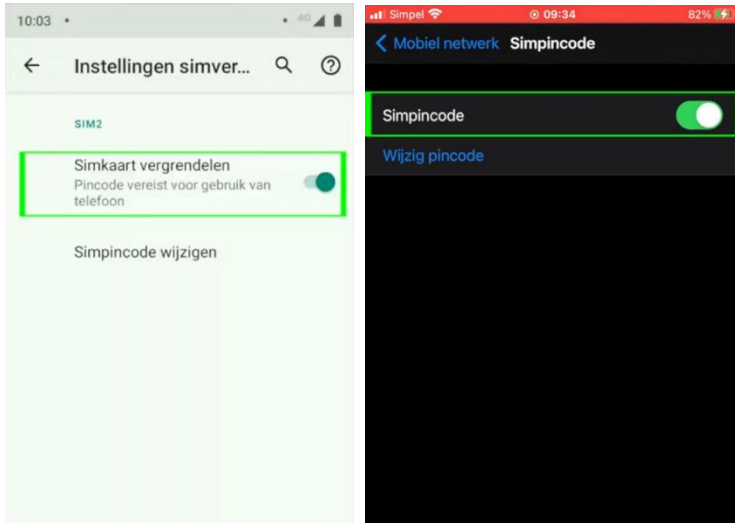 10:03
4G
Instellingen simver...
SIM2
Simkaart vergrendelen
Pincode vereist voor gebruik van
telefoon
Simpincode wijzigen
Simpel
09:34
82%
Mobiel netwerk
Simpincode
Simpincode
Wijzig pincode